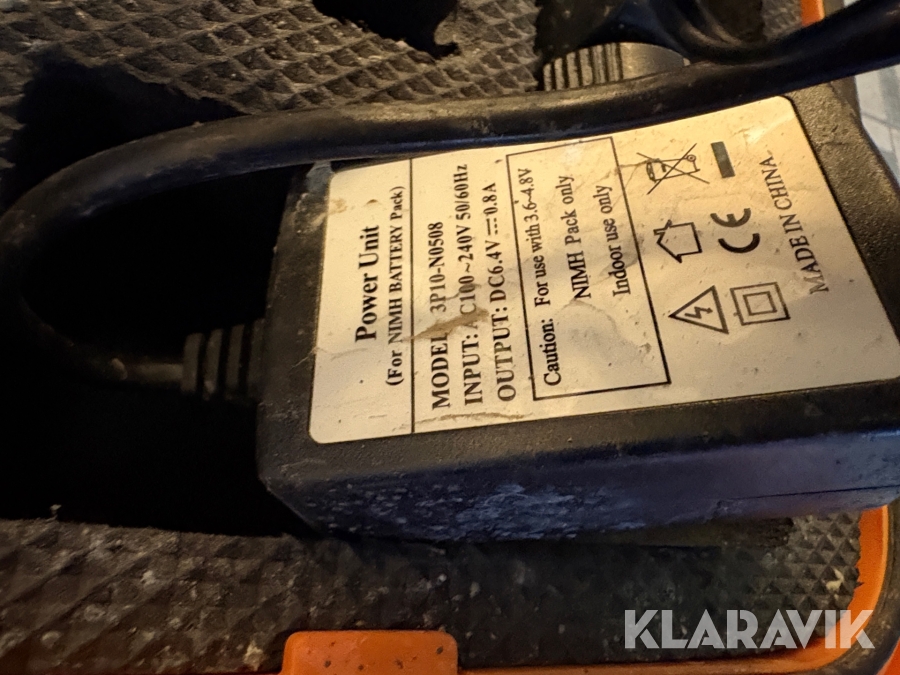 Power Unit
(For NIMH BATTERY Pack)
MODEL: 3P10-N0508
INPUT: AC100~240V 50/60Hz
OUTPUT: DC6.4V ⎓ 0.8A
Caution: For use with 3.6~4.8V
NIMH Pack only
Indoor use only
CE
MADE IN CHINA
KLARAVIK